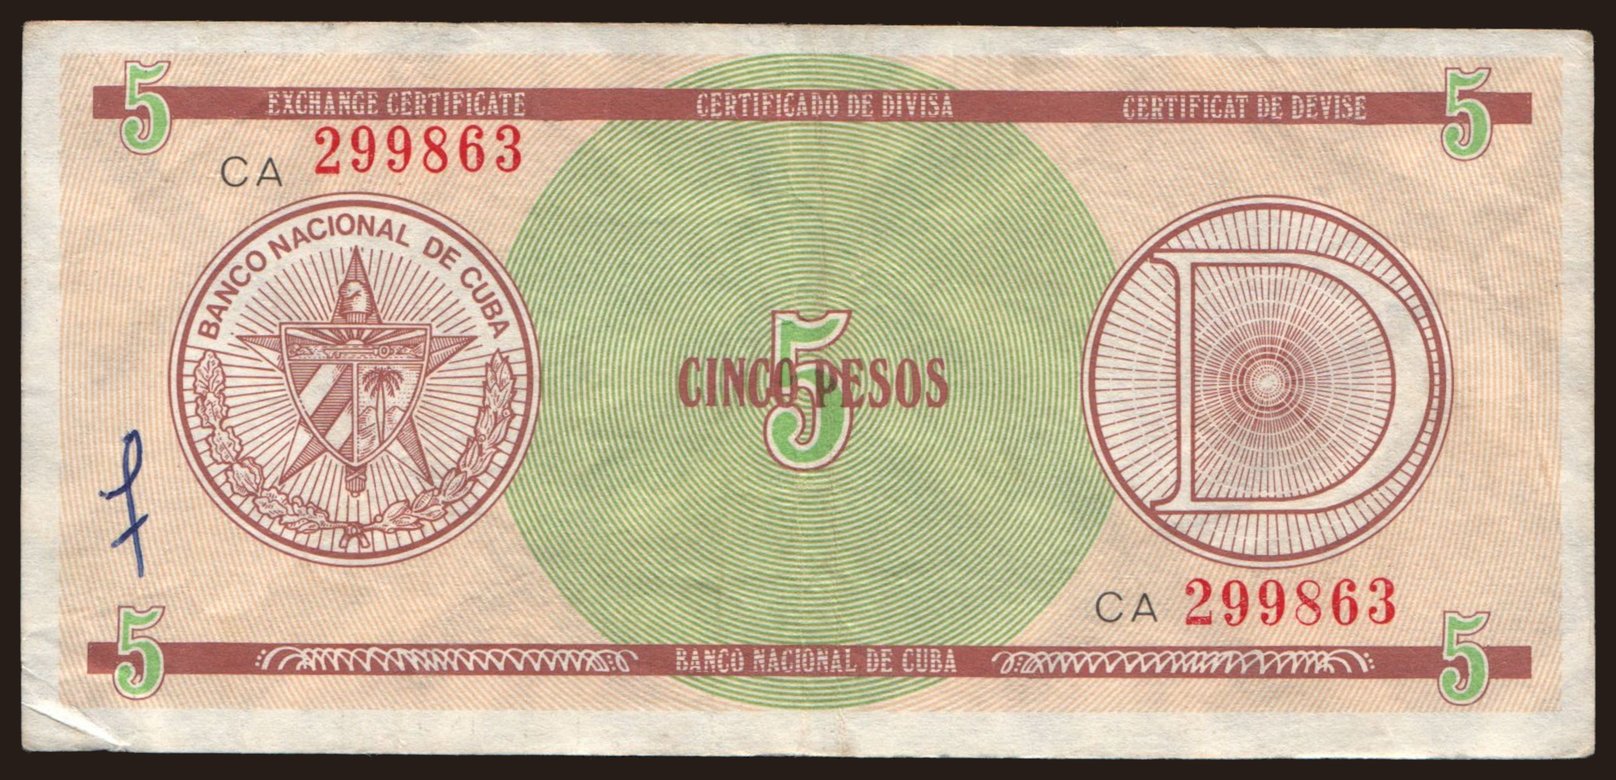 5 EXCHANGE CERTIFICATE CERTIFICADO DE DIVISA CERTIFICAT DE DEVISE 5
CA 299863
BANCO NACIONAL DE CUBA
5
CINCO PESOS
D
CA 299863
5 BANCO NACIONAL DE CUBA 5